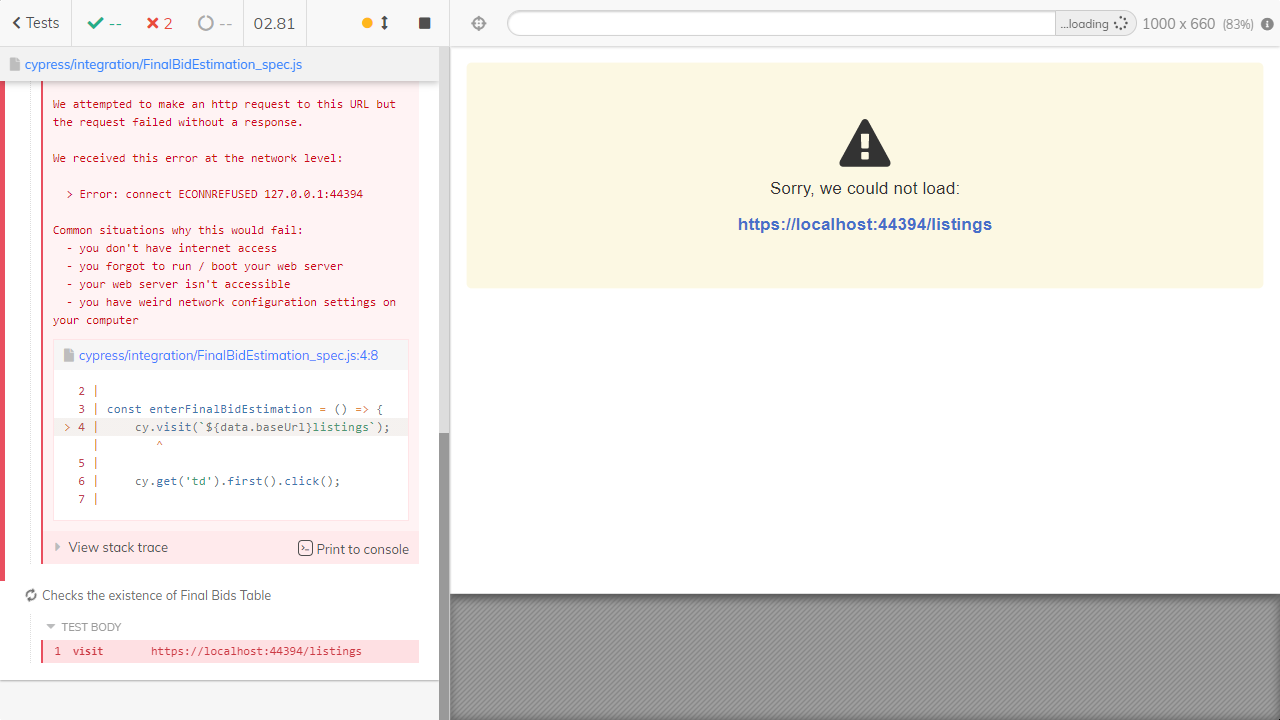 Tests
--
2
--
02.81
...loading
1000 x 660 (83%)
cypress/integration/FinalBidEstimation_spec.js
We attempted to make an http request to this URL but
the request failed without a response.
We received this error at the network level:
> Error: connect ECONNREFUSED 127.0.0.1:44394
Common situations why this would fail:
- you don't have internet access
- you forgot to run / boot your web server
- your web server isn't accessible
- you have weird network configuration settings on
your computer
cypress/integration/FinalBidEstimation_spec.js:4:8
2 |
3 | const enterFinalBidEstimation = () => {
> 4 |     cy.visit(`${data.baseUrl}listings`);
|        ^
5 |
6 |     cy.get('td').first().click();
7 |
View stack trace
Print to console
Checks the existence of Final Bids Table
TEST BODY
1 visit https://localhost:44394/listings
Sorry, we could not load:
https://localhost:44394/listings